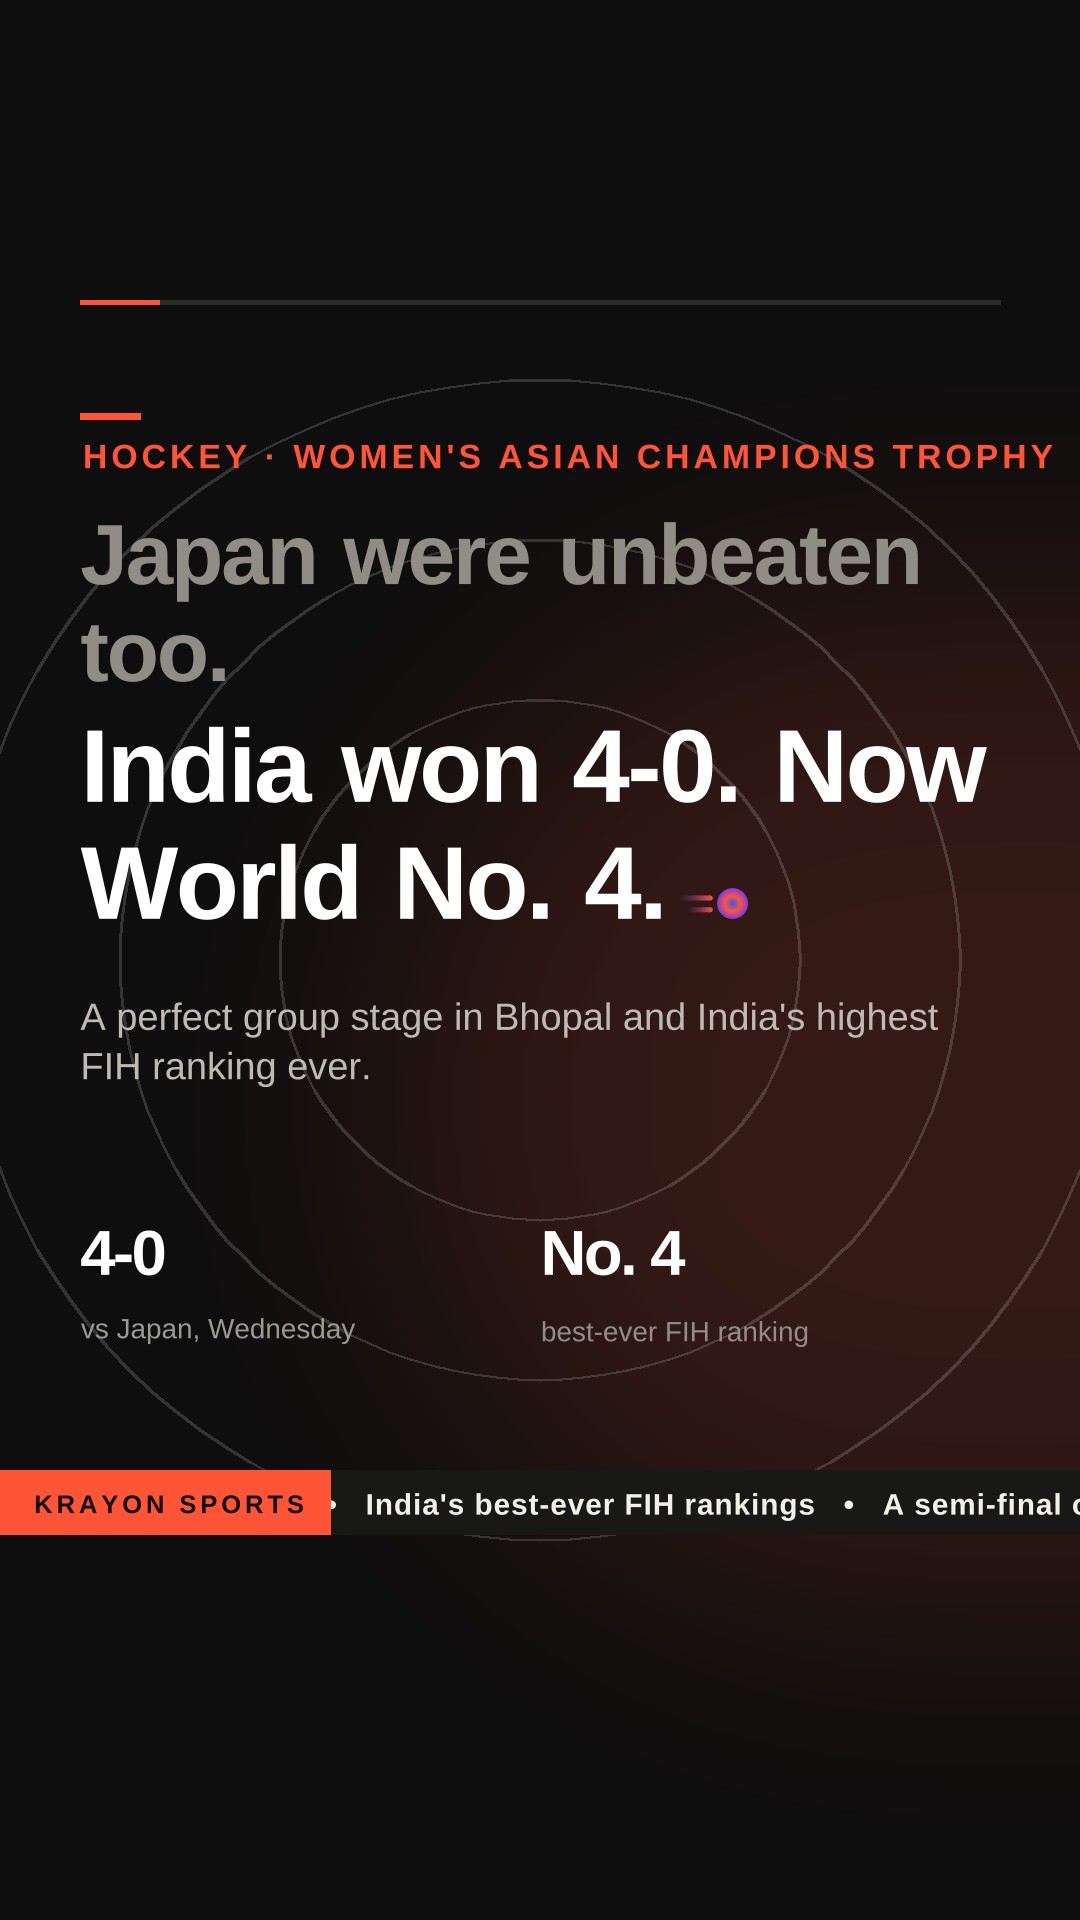 HOCKEY · WOMEN'S ASIAN CHAMPIONS TROPHY
Japan were unbeaten
too.
India won 4-0. Now
World No. 4.
A perfect group stage in Bhopal and India's highest
FIH ranking ever.
4-0
No. 4
vs Japan, Wednesday
best-ever FIH ranking
KRAYON SPORTS • India's best-ever FIH rankings • A semi-final